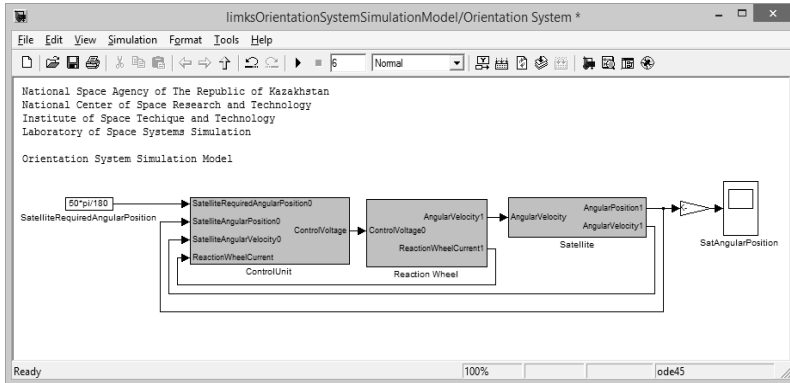 limksOrientationSystemSimulationModel/Orientation System *
File Edit View Simulation Format Tools Help
6 Normal
National Space Agency of The Republic of Kazakhstan
National Center of Space Research and Technology
Institute of Space Techique and Technology
Laboratory of Space Systems Simulation
Orientation System Simulation Model
50*pi/180
SatelliteRequiredAngularPosition
SatelliteRequiredAngularPosition0
SatelliteAngularPosition0
SatelliteAngularVelocity0
ReactionWheelCurrent
ControlVoltage
ControlUnit
ControlVoltage0
AngularVelocity1
ReactionWheelCurrent1
Reaction Wheel
AngularVelocity
AngularPosition1
AngularVelocity1
Satellite
SatAngularPosition
Ready 100% ode45